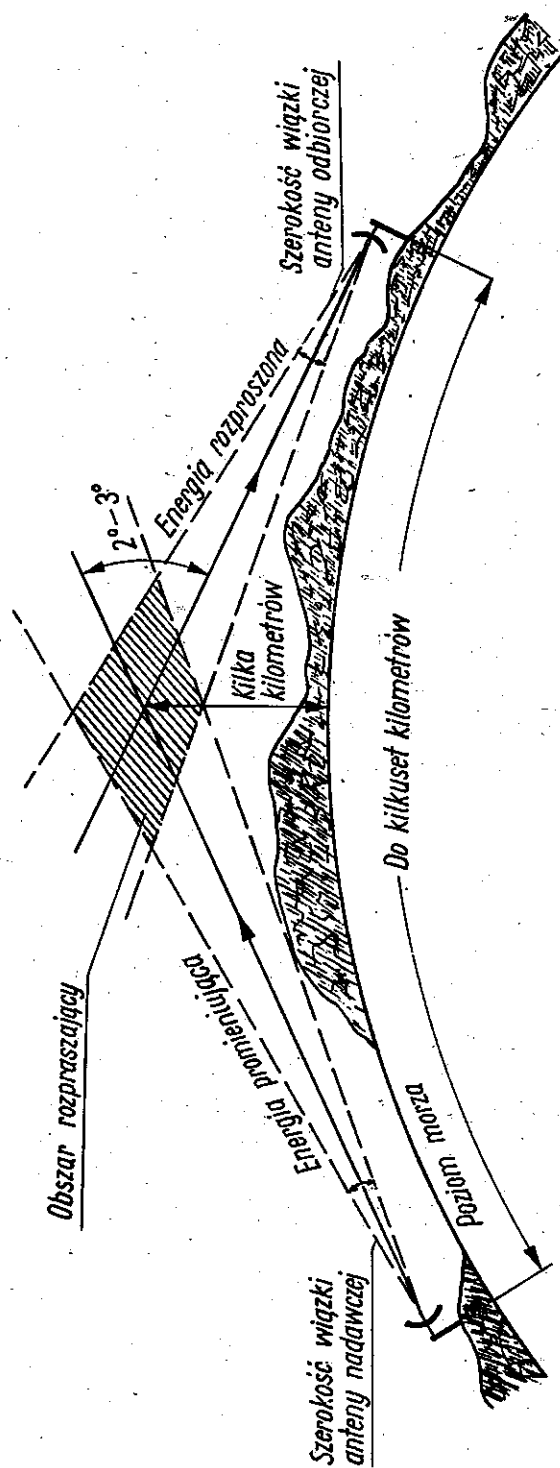 Obszar rozpraszający
2°-3°
Energia rozproszona
Szerokość wiązki
anteny odbiorczej
Energia promieniująca
Kilka
kilometrów
Szerokość wiązki
anteny nadawczej
Poziom morza
Do kilkuset kilometrów